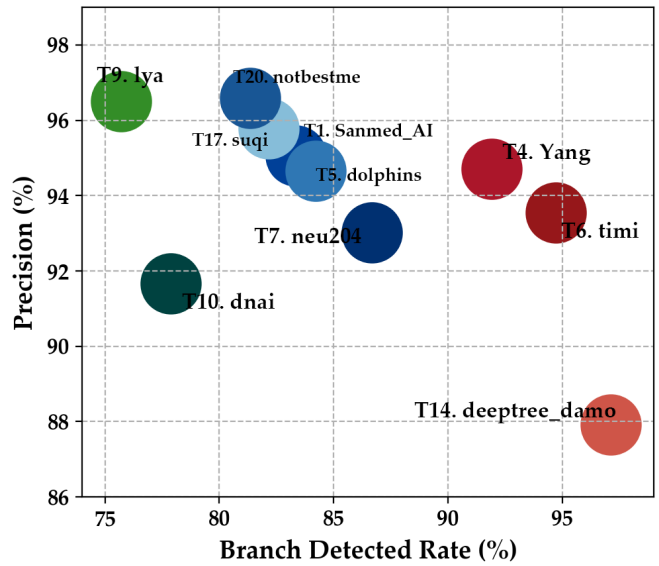 98
T9. lya
T20. notbestme
96
T17. suqi
T1. Sanmed_AI
T4. Yang
T5. dolphins
94
T7. neu204
T6. timi
92
T10. dnai
90
88
T14. deeptree_damo
86
75
80
85
90
95
Precision (%)
Branch Detected Rate (%)